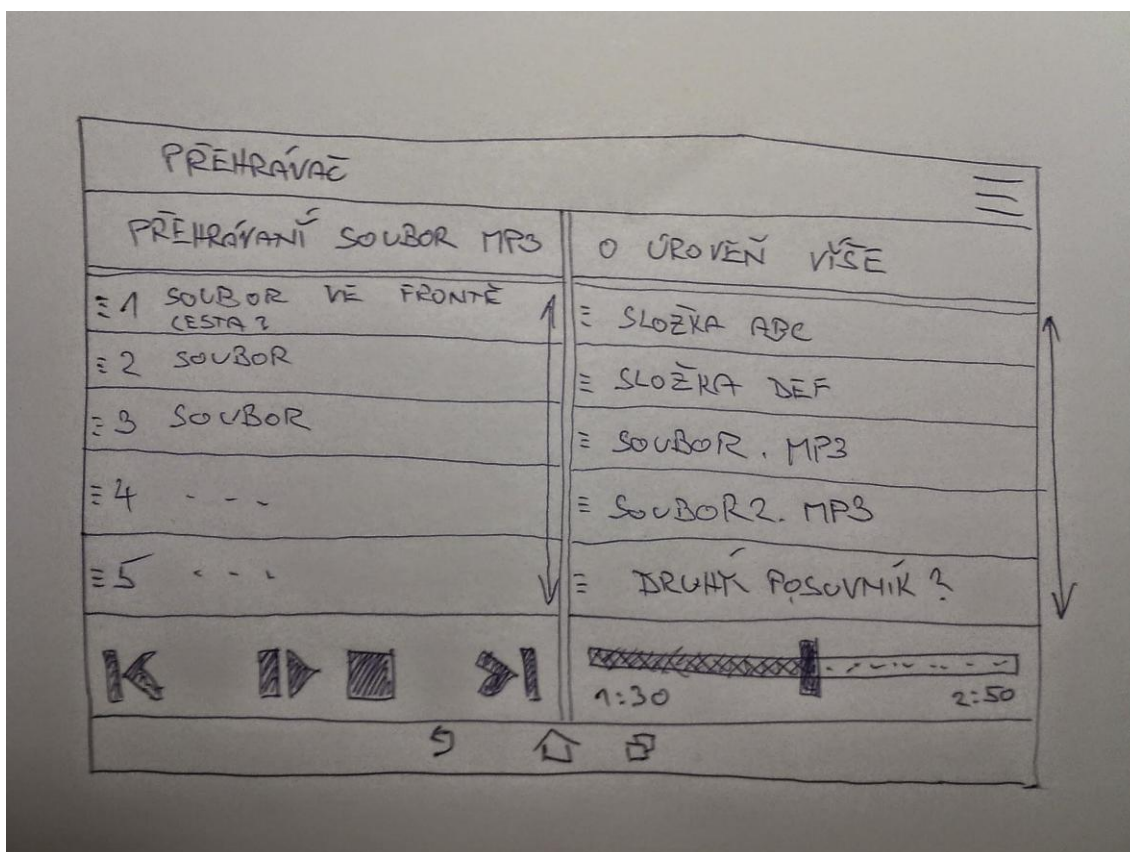 PŘEHRÁVAČ
PŘEHRÁVANÍ SOUBOR MP3
1 SOUBOR VE FRONTĚ
CESTA?
2 SOUBOR
3 SOUBOR
4 - - -
5 - - -
O ÚROVEŇ VÍŠE
SLOŽKA ABC
SLOŽKA DEF
SOUBOR.MP3
SOUBOR2.MP3
DRUHÝ POSUVNÍK?
1:30
2:50